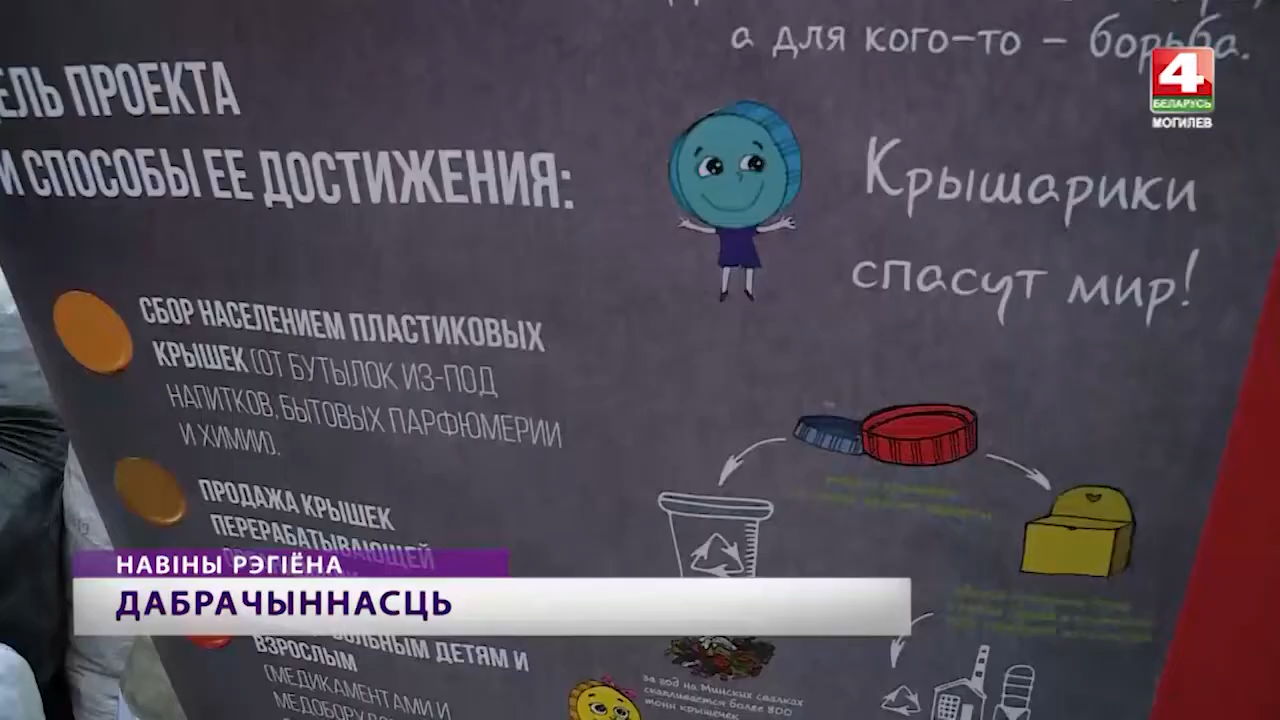 а для кого-то – борьба.
4
БЕЛАРУСЬ
МОГИЛЕВ
ЕЛЬ ПРОЕКТА
И СПОСОБЫ ЕЕ ДОСТИЖЕНИЯ:
Крышарики
спасут мир!
СБОР НАСЕЛЕНИЕМ ПЛАСТИКОВЫХ
КРЫШЕК (ОТ БУТЫЛОК ИЗ-ПОД
НАПИТКОВ, БЫТОВЫХ ПАРФЮМЕРИИ
И ХИМИИ).
ПРОДАЖА КРЫШЕК
ПЕРЕРАБАТЫВАЮЩЕЙ
НАВІНЫ РЭГІЁНА
ДАБРАЧЫННАСЦЬ
ДЕТЯМ И
ВЗРОСЛЫМ
(МЕДИКАМЕНТАМИ И
за год на Минских свалках
скапливается более 800
тонн крышечек